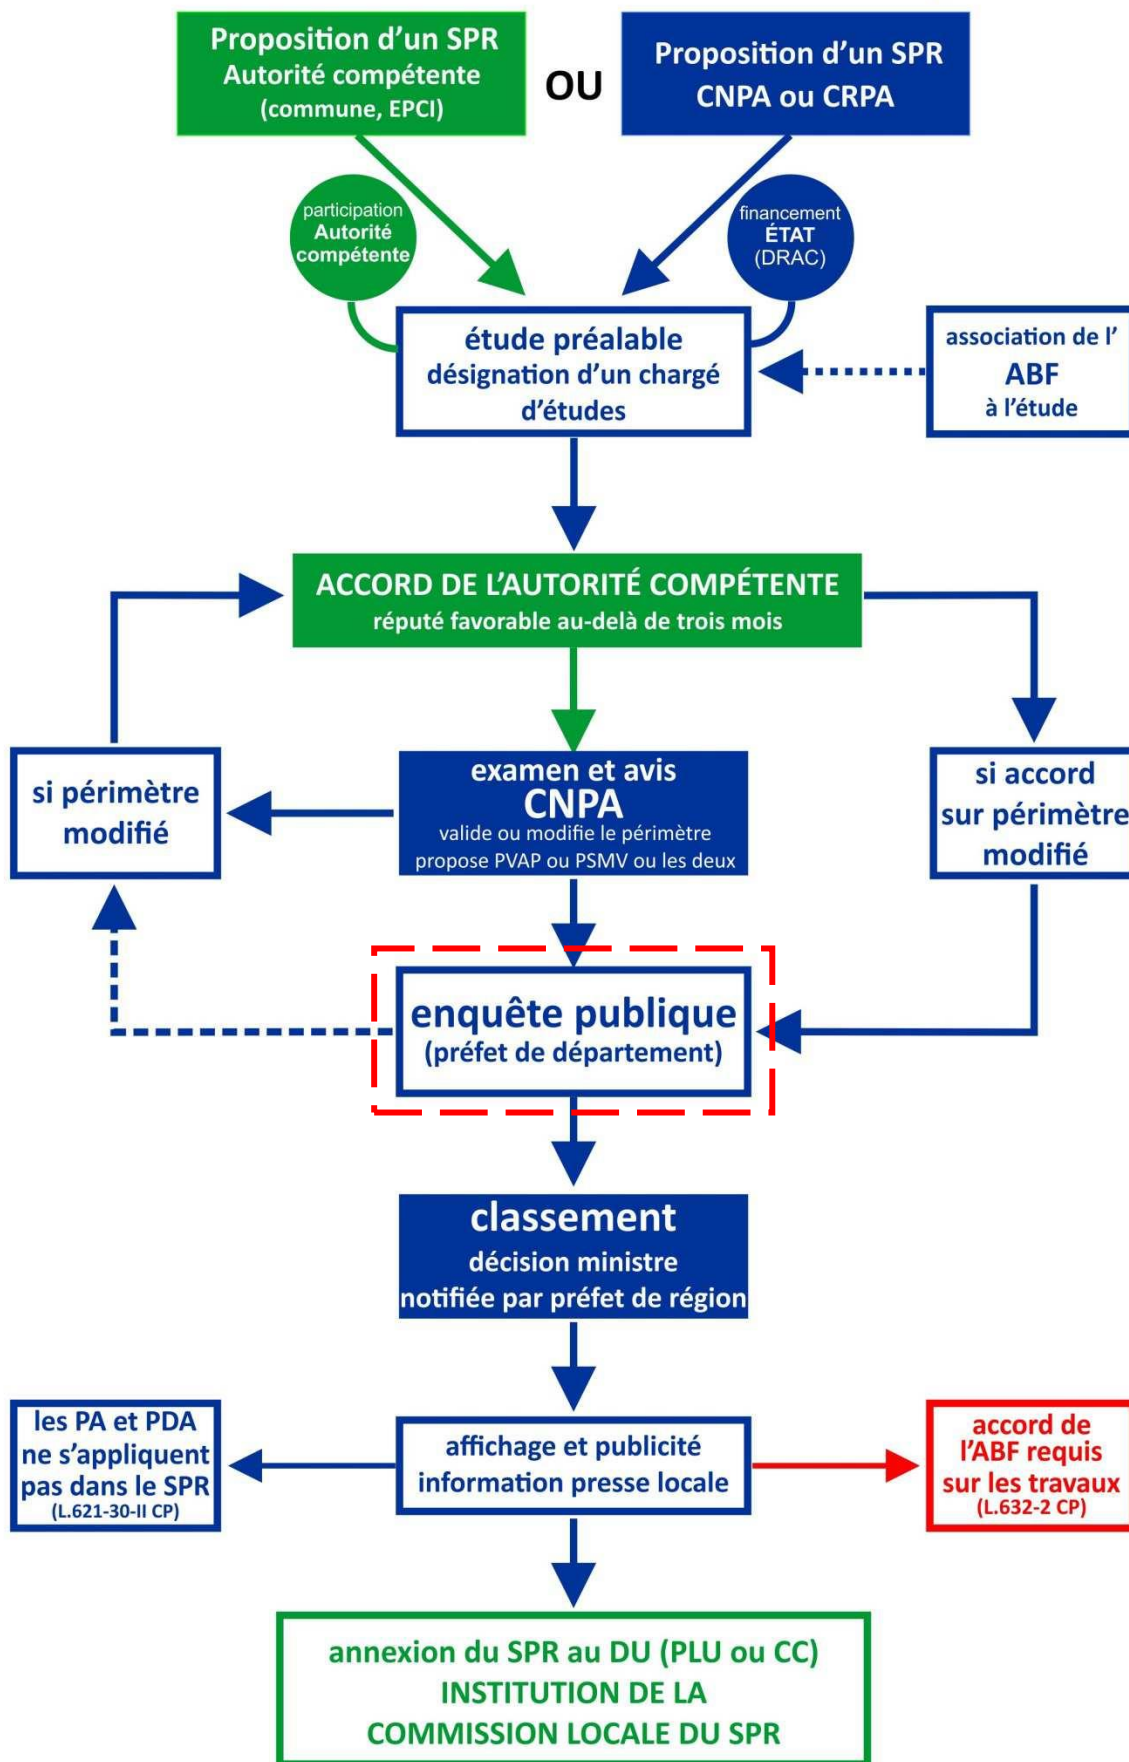 Proposition d’un SPR
Autorité compétente
(commune, EPCI)
OU
Proposition d’un SPR
CNPA ou CRPA
participation
Autorité
compétente
financement
ÉTAT
(DRAC)
étude préalable
désignation d’un chargé
d’études
association de l’
ABF
à l’étude
ACCORD DE L’AUTORITÉ COMPÉTENTE
réputé favorable au-delà de trois mois
si périmètre
modifié
examen et avis
CNPA
valide ou modifie le périmètre
propose PVAP ou PSMV ou les deux
si accord
sur périmètre
modifié
enquête publique
(préfet de département)
classement
décision ministre
notifiée par préfet de région
les PA et PDA
ne s’appliquent
pas dans le SPR
(L.621-30-II CP)
affichage et publicité
information presse locale
accord de
l’ABF requis
sur les travaux
(L.632-2 CP)
annexion du SPR au DU (PLU ou CC)
INSTITUTION DE LA
COMMISSION LOCALE DU SPR